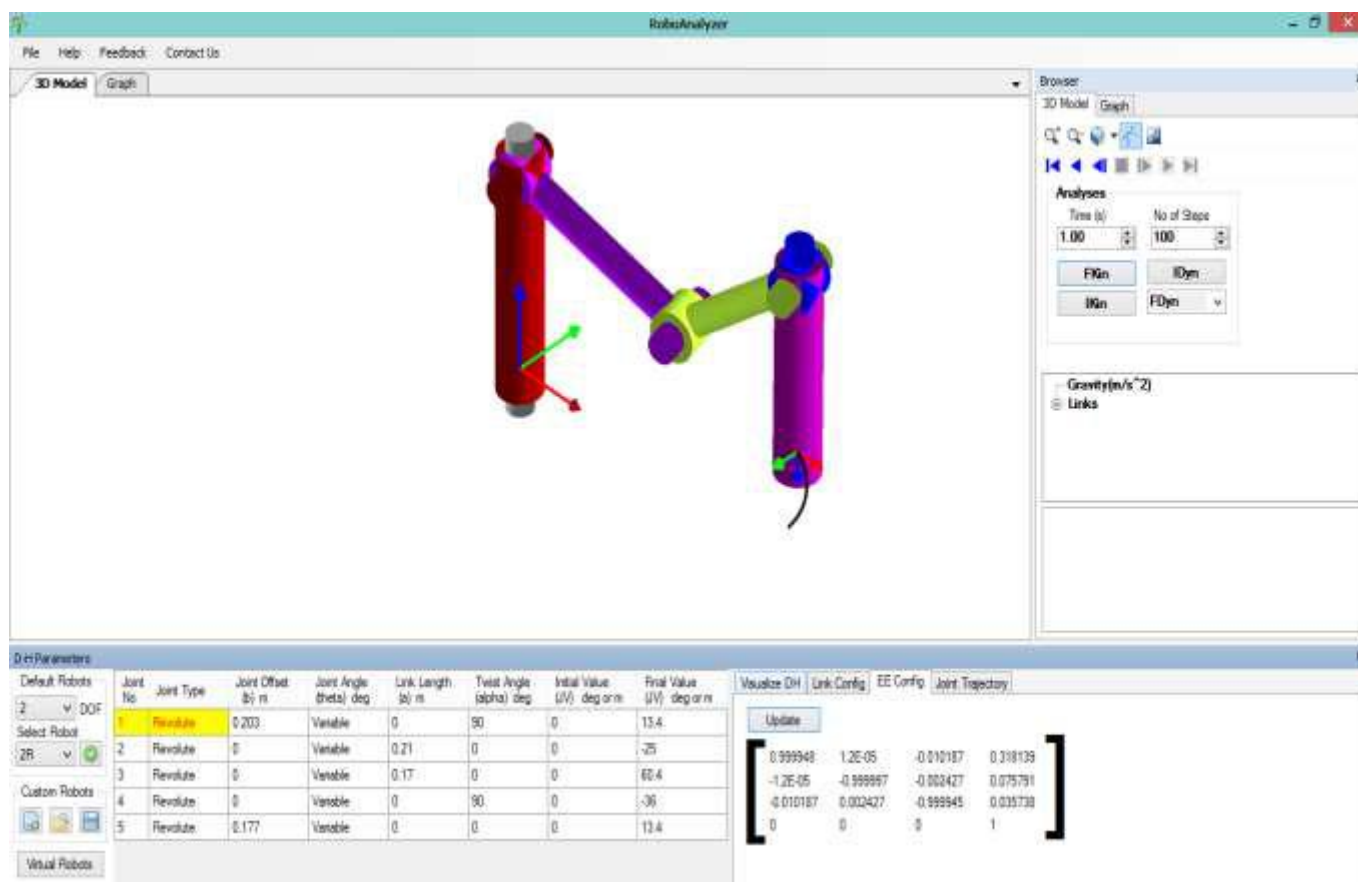 RoboAnalyzer
File Help Feedback Contact Us
3D Model Graph
Browser
3D Model Graph
Analyses
Time (s) No of Steps
1.00 100
FKin IDyn
IKin FDyn
Gravity(m/s^2)
Links
D-H Parameters
Default Robots
2 DOF
Select Robot
2R
Custom Robots
Virtual Robots
Joint No Joint Type Joint Offset (b) m Joint Angle (theta) deg Link Length (a) m Twist Angle (alpha) deg Initial Value (JV) deg or m Final Value (JV) deg or m
1 Revolute 0.203 Variable 0 90 0 13.4
2 Revolute 0 Variable 0.21 0 0 -25
3 Revolute 0 Variable 0.17 0 0 60.4
4 Revolute 0 Variable 0 90 0 -36
5 Revolute 0.177 Variable 0 0 0 13.4
Visualize DH Link Config EE Config Joint Trajectory
Update
0.999948 1.2E-05 -0.010187 0.318139
-1.2E-05 -0.999997 -0.002427 0.075791
-0.010187 0.002427 -0.999945 0.035738
0 0 0 1